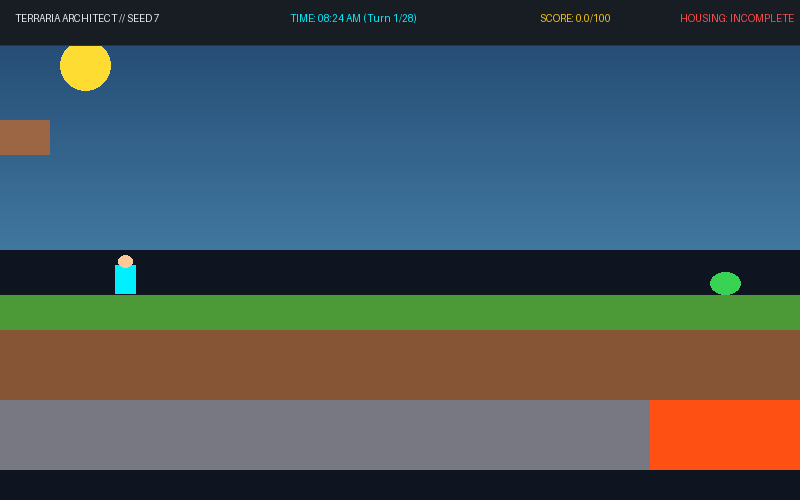 TERRARIA ARCHITECT // SEED 7
TIME: 08:24 AM (Turn 1/28)
SCORE: 0.0/100
HOUSING: INCOMPLETE